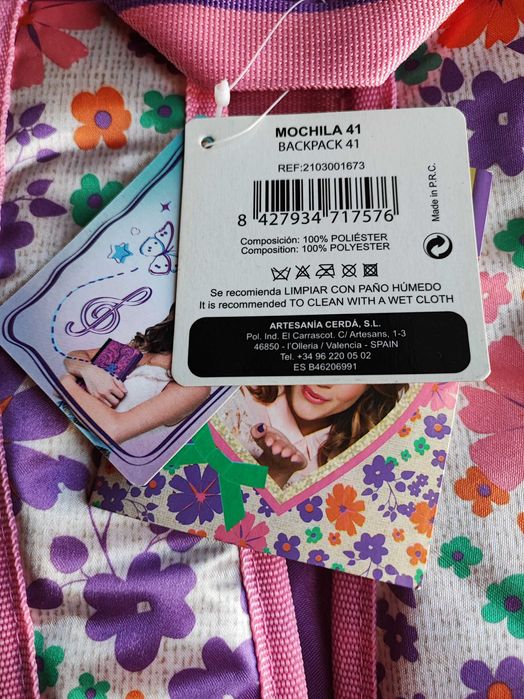 MOCHILA 41
BACKPACK 41
REF:2103001673
8 427934 717576
Made in P.R.C.
Composición: 100% POLIÉSTER
Composition: 100% POLYESTER
Se recomienda LIMPIAR CON PAÑO HÚMEDO
It is recommended TO CLEAN WITH A WET CLOTH
ARTESANÍA CERDÁ, S.L.
Pol. Ind. El Carrascot. C/ Artesans, 1-3
46850 - l'Olleria / Valencia - SPAIN
Tel. +34 96 220 05 02
ES B46206991